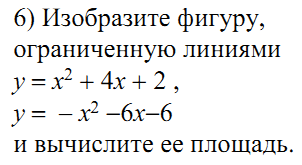 6) Изобразите фигуру,
ограниченную линиями
y = x² + 4x + 2 ,
y = − x² −6x−6
и вычислите ее площадь.